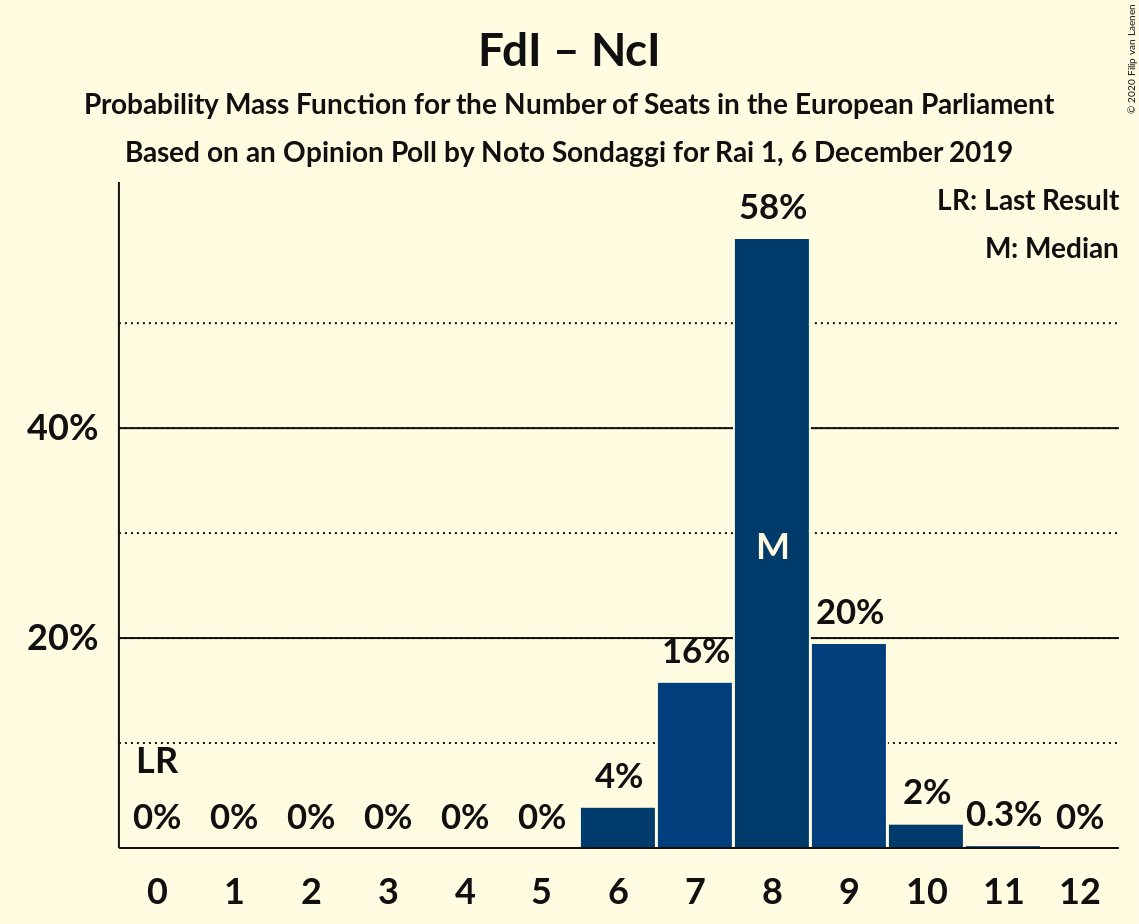 FdI – NcI
Probability Mass Function for the Number of Seats in the European Parliament
Based on an Opinion Poll by Noto Sondaggi for Rai 1, 6 December 2019
© 2020 Filip van Laenen
LR: Last Result
M: Median
58%
40%
M
20%
20%
16%
LR
4%
2%
0% 0% 0% 0% 0% 0% 0.3% 0%
0 1 2 3 4 5 6 7 8 9 10 11 12